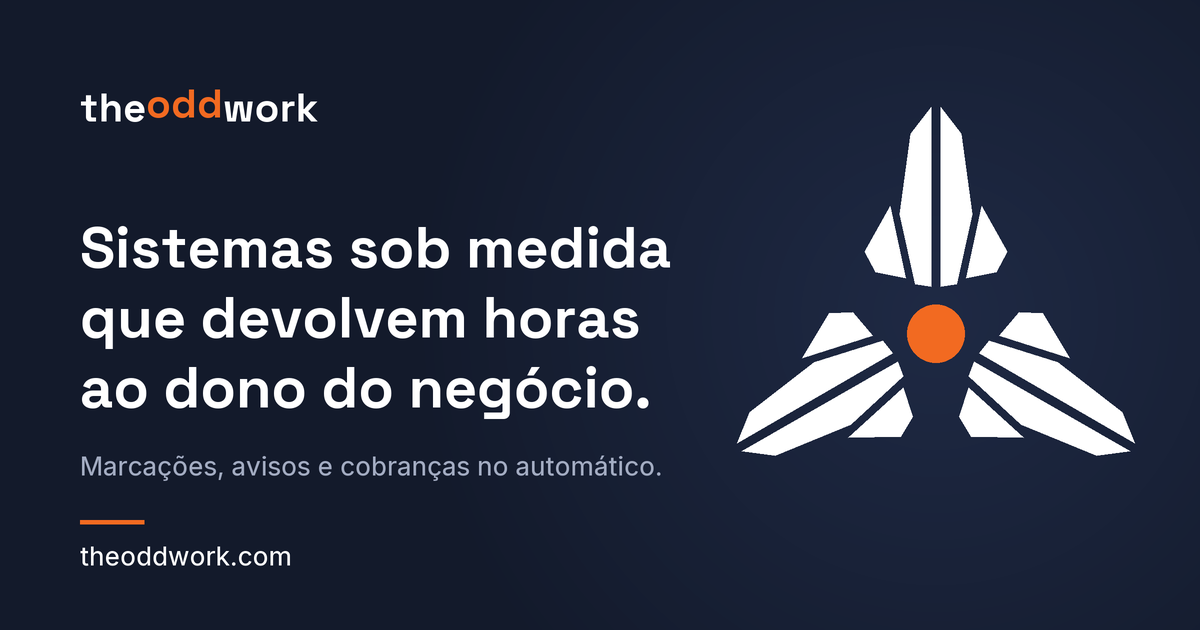 theoddwork
Sistemas sob medida
que devolvem horas
ao dono do negócio.
Marcações, avisos e cobranças no automático.
theoddwork.com